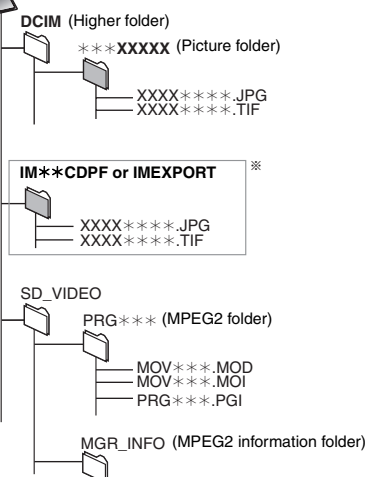 DCIM (Higher folder)
✳✳✳XXXXX (Picture folder)
XXXX✳✳✳✳.JPG
XXXX✳✳✳✳.TIF
IM✳✳CDPF or IMEXPORT ※
XXXX✳✳✳✳.JPG
XXXX✳✳✳✳.TIF
SD_VIDEO
PRG✳✳✳ (MPEG2 folder)
MOV✳✳✳.MOD
MOV✳✳✳.MOI
PRG✳✳✳.PGI
MGR_INFO (MPEG2 information folder)